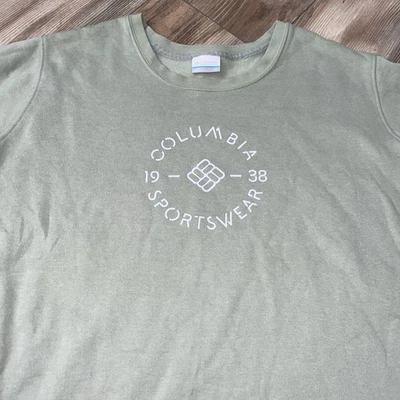 COLUMBIA
19 — 38
SPORTSWEAR